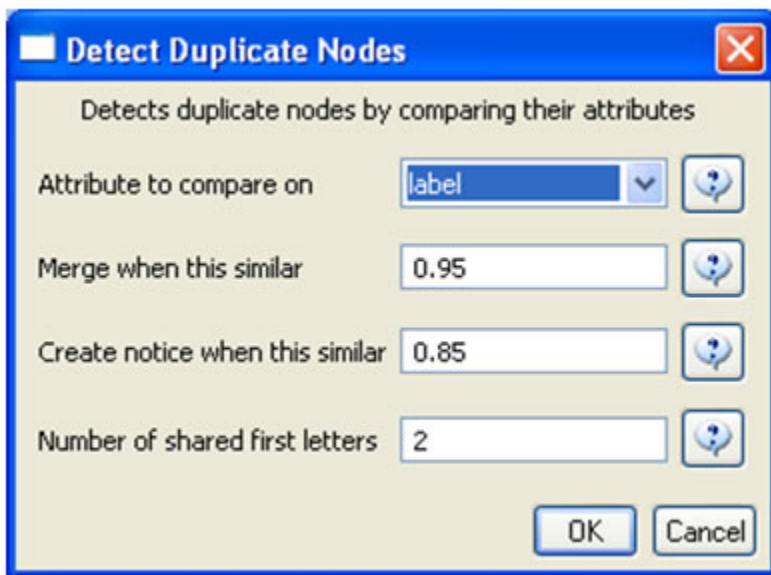 Detect Duplicate Nodes
Detects duplicate nodes by comparing their attributes
Attribute to compare on label
Merge when this similar 0.95
Create notice when this similar 0.85
Number of shared first letters 2
OK Cancel